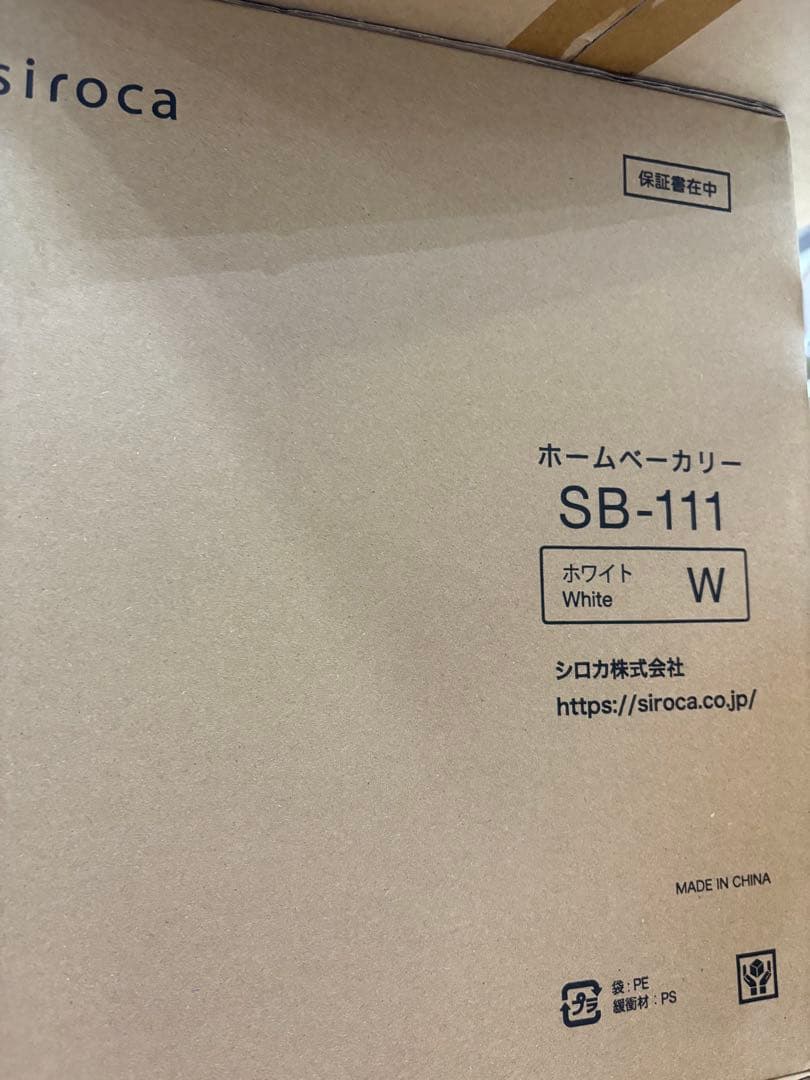 siroca
保証書在中
ホームベーカリー
SB-111
ホワイト
White
W
シロカ株式会社
https://siroca.co.jp/
MADE IN CHINA
プラ
袋:PE
緩衝材:PS